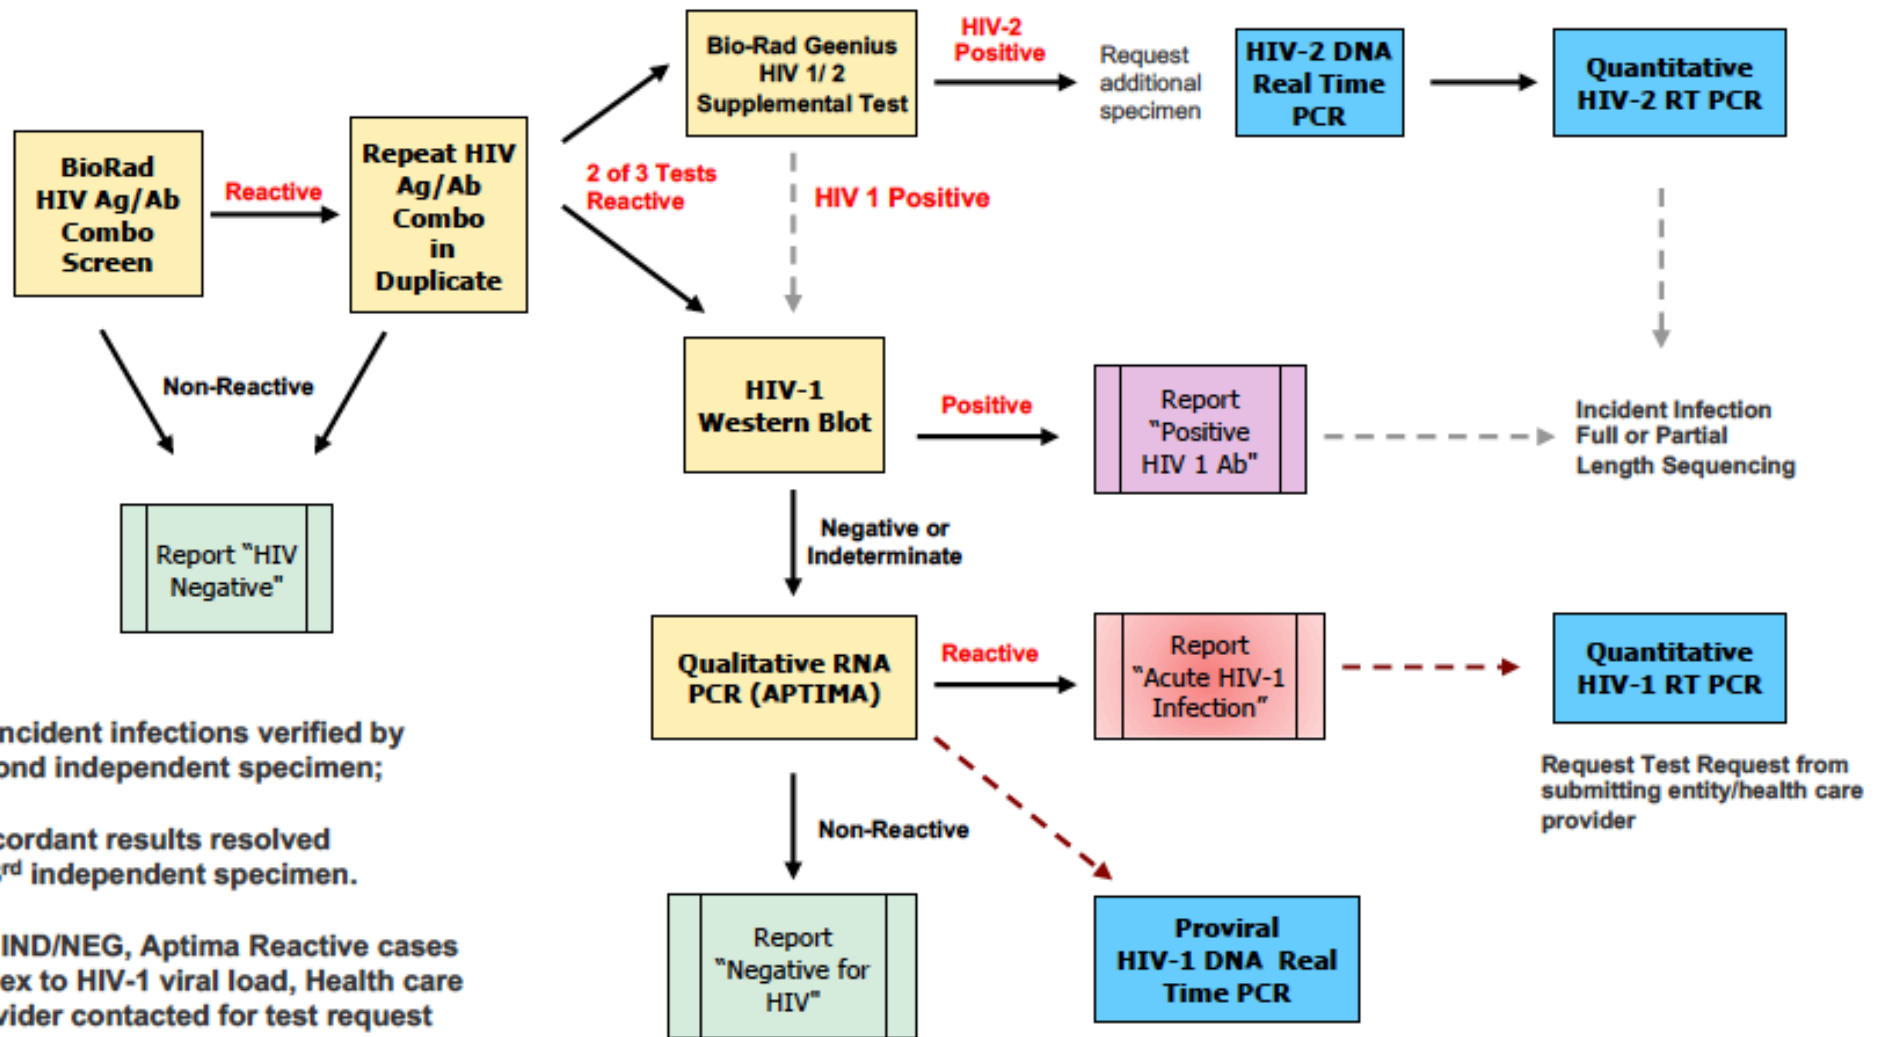 BioRad
HIV Ag/Ab
Combo
Screen
Reactive
Repeat HIV
Ag/Ab
Combo
in
Duplicate
Non-Reactive
Report "HIV
Negative"
2 of 3 Tests
Reactive
Bio-Rad Geenius
HIV 1/ 2
Supplemental Test
HIV-2
Positive
Request
additional
specimen
HIV-2 DNA
Real Time
PCR
Quantitative
HIV-2 RT PCR
HIV 1 Positive
HIV-1
Western Blot
Positive
Report
"Positive
HIV 1 Ab"
Incident Infection
Full or Partial
Length Sequencing
Negative or
Indeterminate
Qualitative RNA
PCR (APTIMA)
Reactive
Report
"Acute HIV-1
Infection"
Quantitative
HIV-1 RT PCR
Request Test Request from
submitting entity/health care
provider
Non-Reactive
Report
"Negative for
HIV"
Proviral
HIV-1 DNA Real
Time PCR
ncident infections verified by
ond independent specimen;
cordant results resolved
rd independent specimen.
IND/NEG, Aptima Reactive cases
ex to HIV-1 viral load, Health care
vider contacted for test request